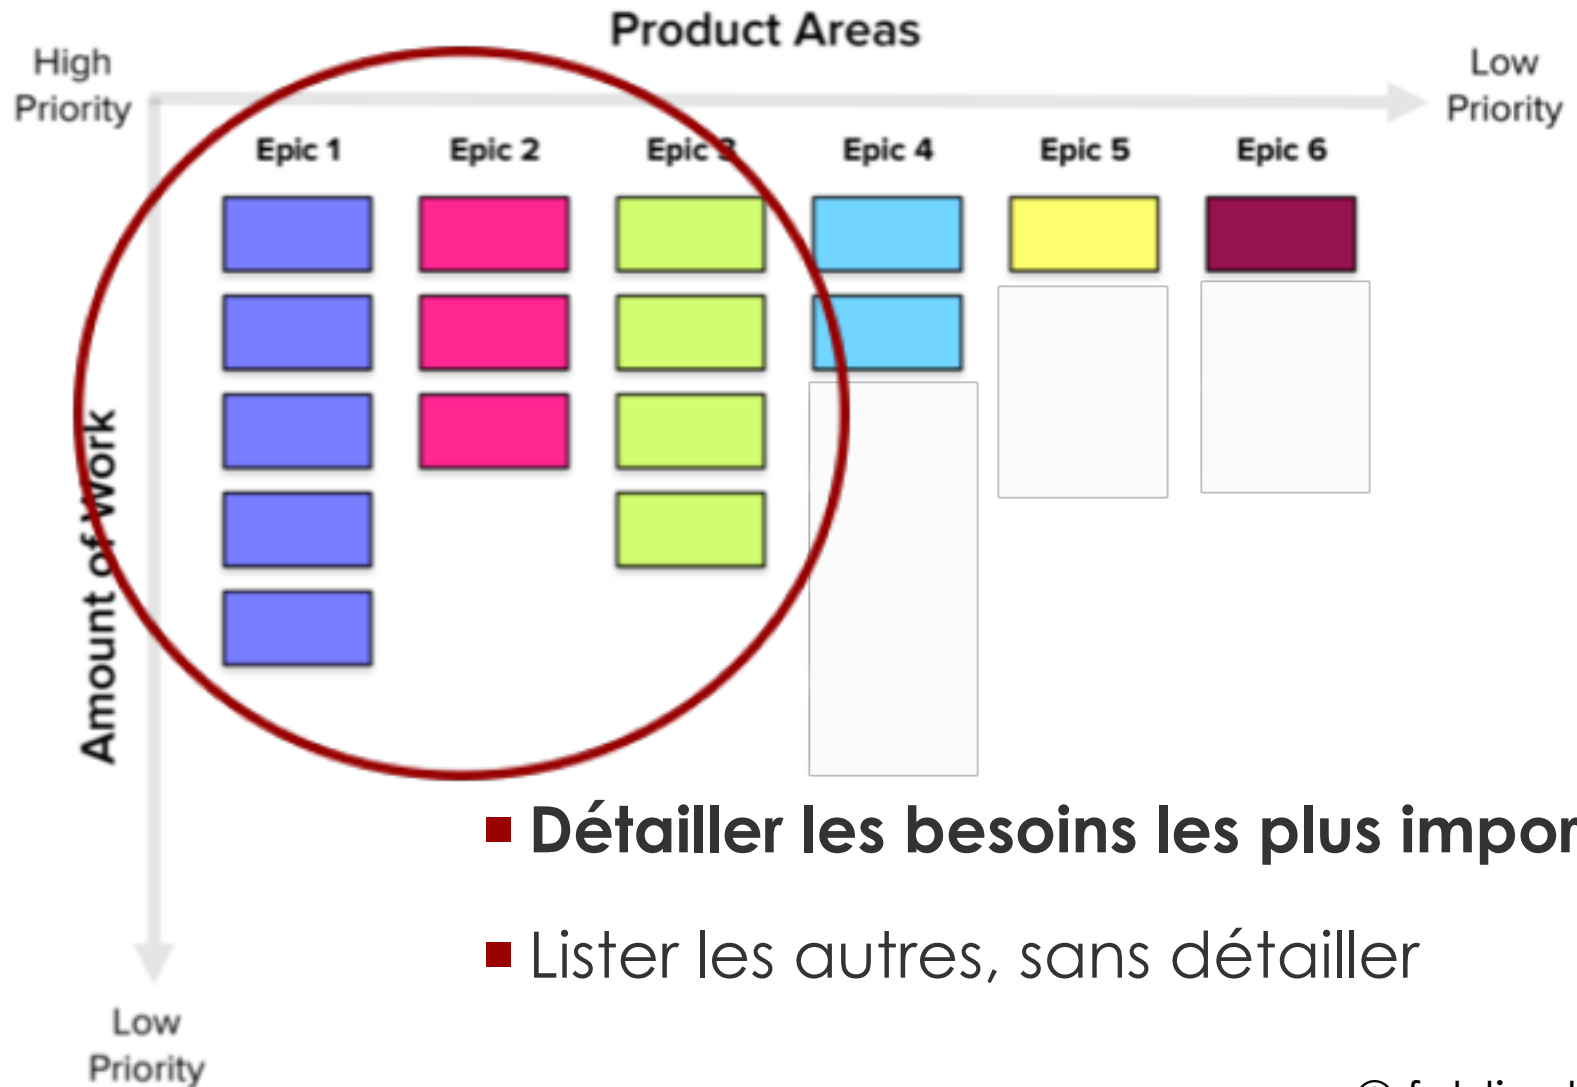 Product Areas
High
Priority
Low
Priority
Epic 1
Epic 2
Epic 3
Epic 4
Epic 5
Epic 6
Amount of Work
Détailler les besoins les plus
Lister les autres, sans détailler
Low
Priority